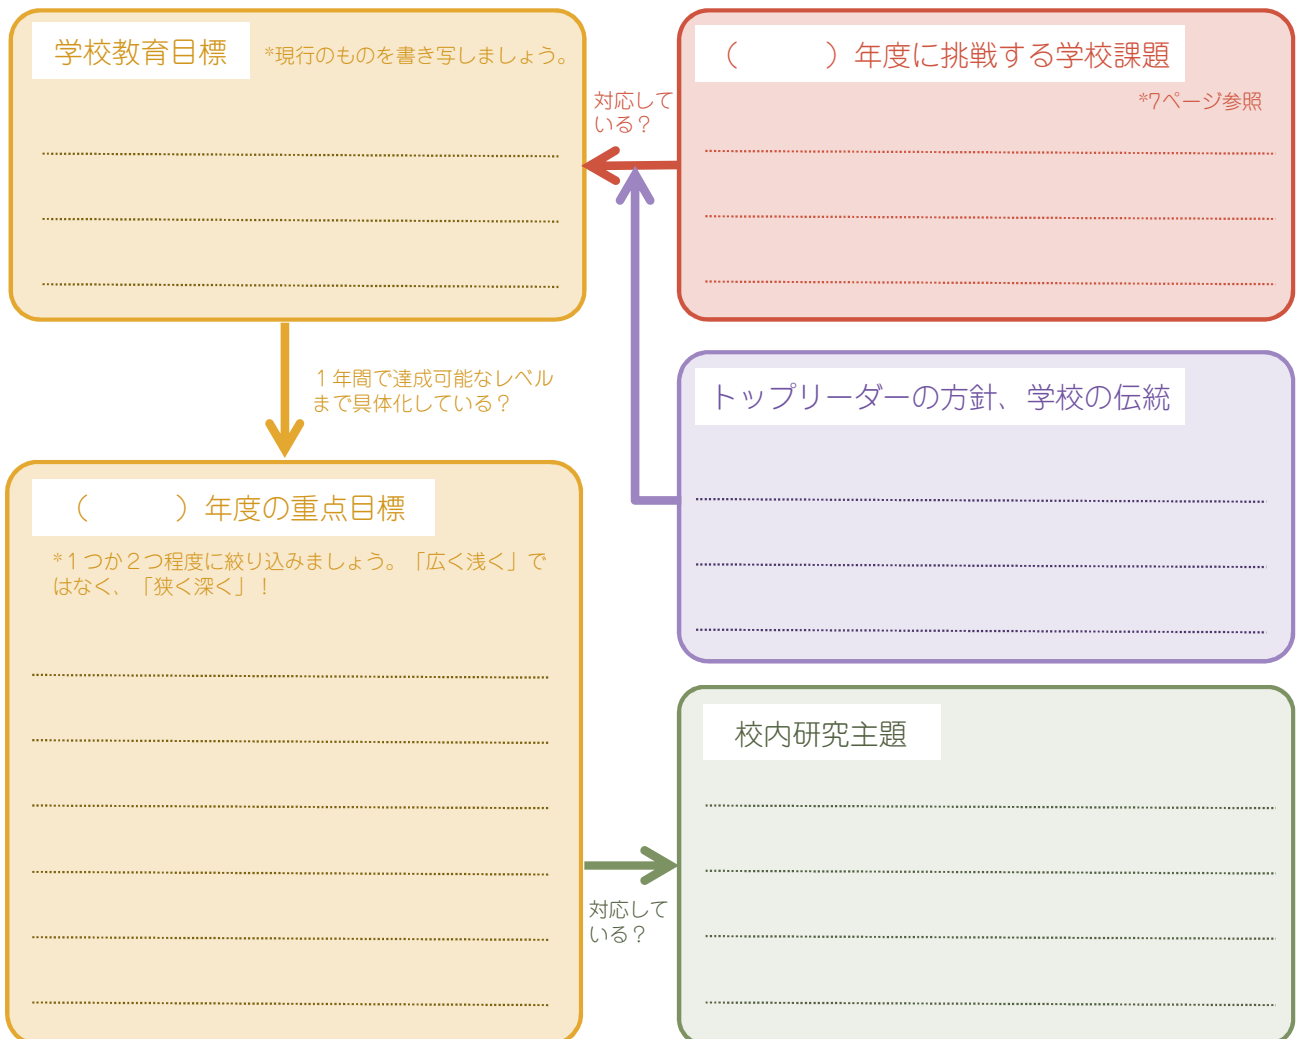 学校教育目標
*現行のものを書き写しましょう。
対応して
いる？
（　　　）年度に挑戦する学校課題
*7ページ参照
１年間で達成可能なレベル
まで具体化している？
トップリーダーの方針、学校の伝統
（　　　）年度の重点目標
*１つか２つ程度に絞り込みましょう。「広く浅く」で
はなく、「狭く深く」！
対応して
いる？
校内研究主題